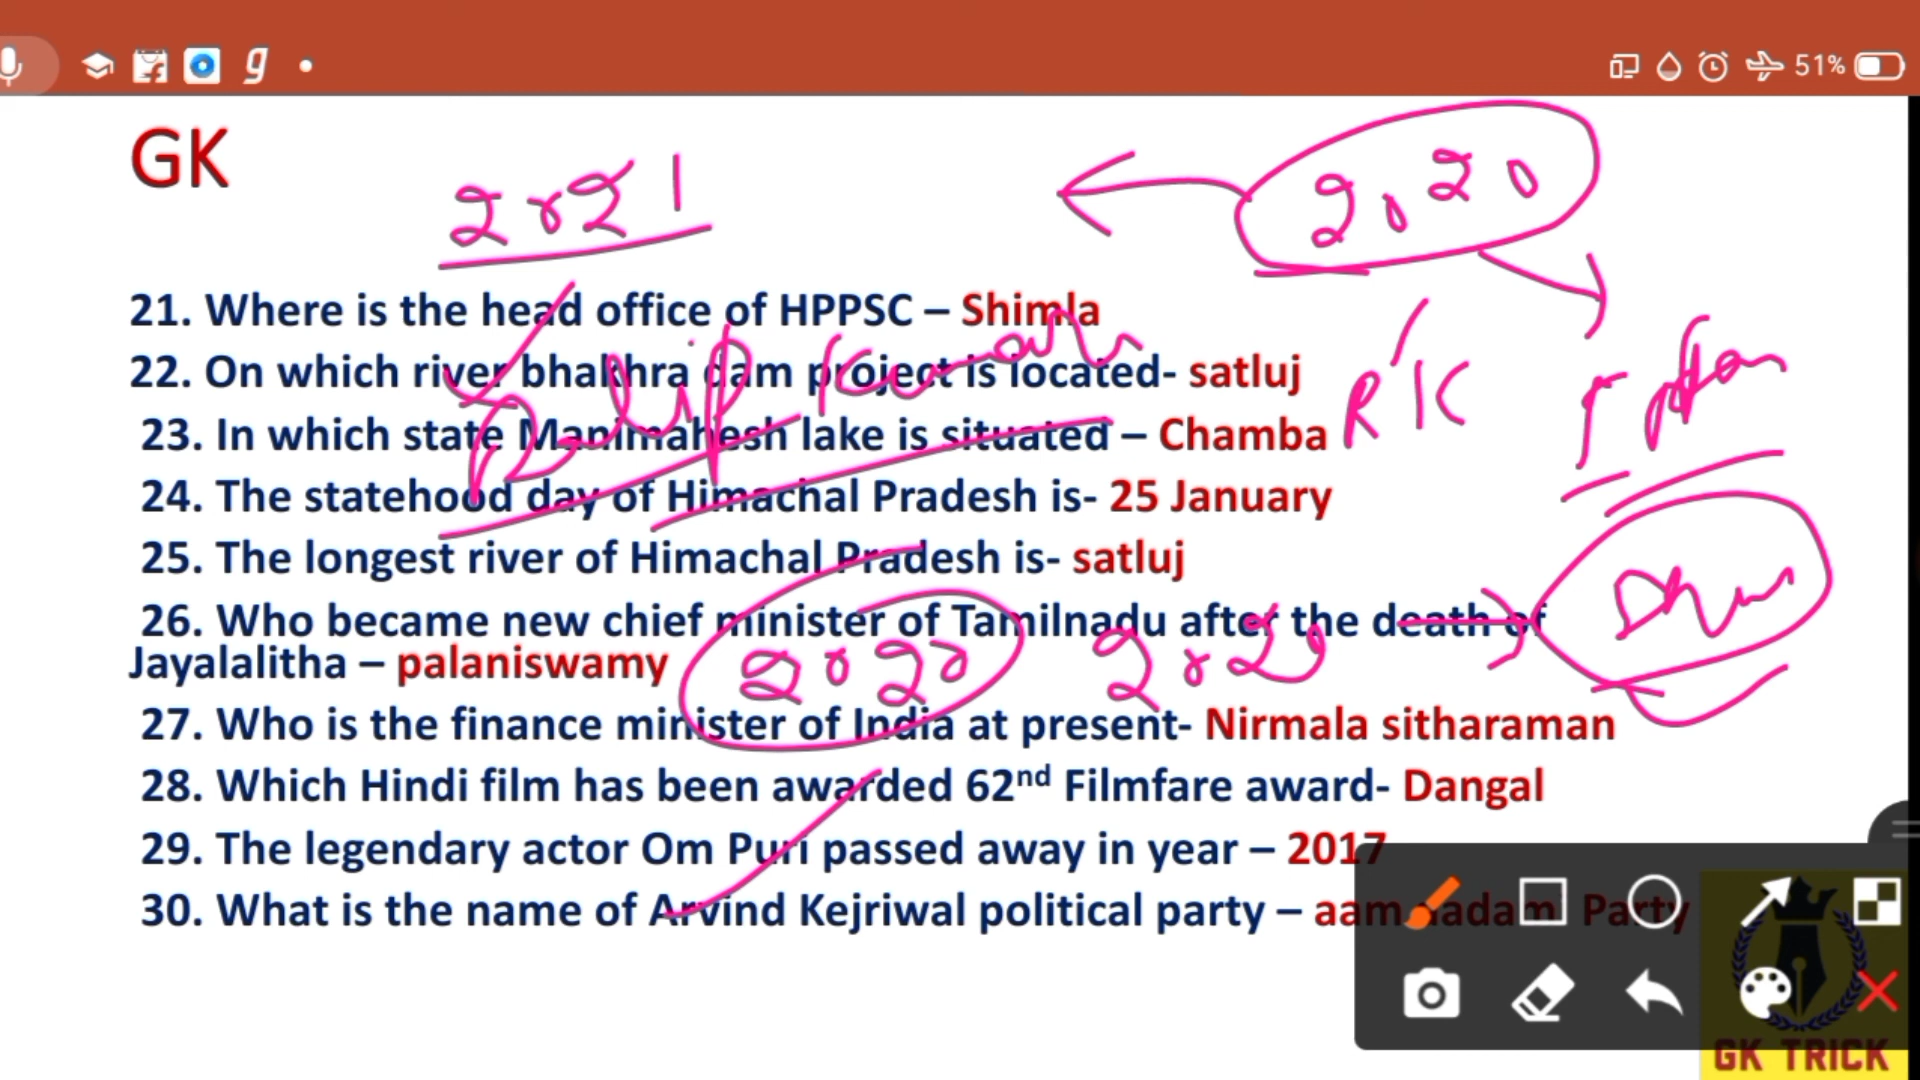 g 51%
GK
2021
2020
21. Where is the head office of HPPSC – Shimla
22. On which river bhakhra dam project is located- satluj
Dalip Kumar
RK
Irfan
23. In which state Manimahesh lake is situated – Chamba
24. The statehood day of Himachal Pradesh is- 25 January
25. The longest river of Himachal Pradesh is- satluj
26. Who became new chief minister of Tamilnadu after the death of
Jayalalitha – palaniswamy
27. Who is the finance minister of India at present- Nirmala sitharaman
28. Which Hindi film has been awarded 62nd Filmfare award- Dangal
29. The legendary actor Om Puri passed away in year – 2017
30. What is the name of Arvind Kejriwal political party – aam aadami Party
GK TRICK